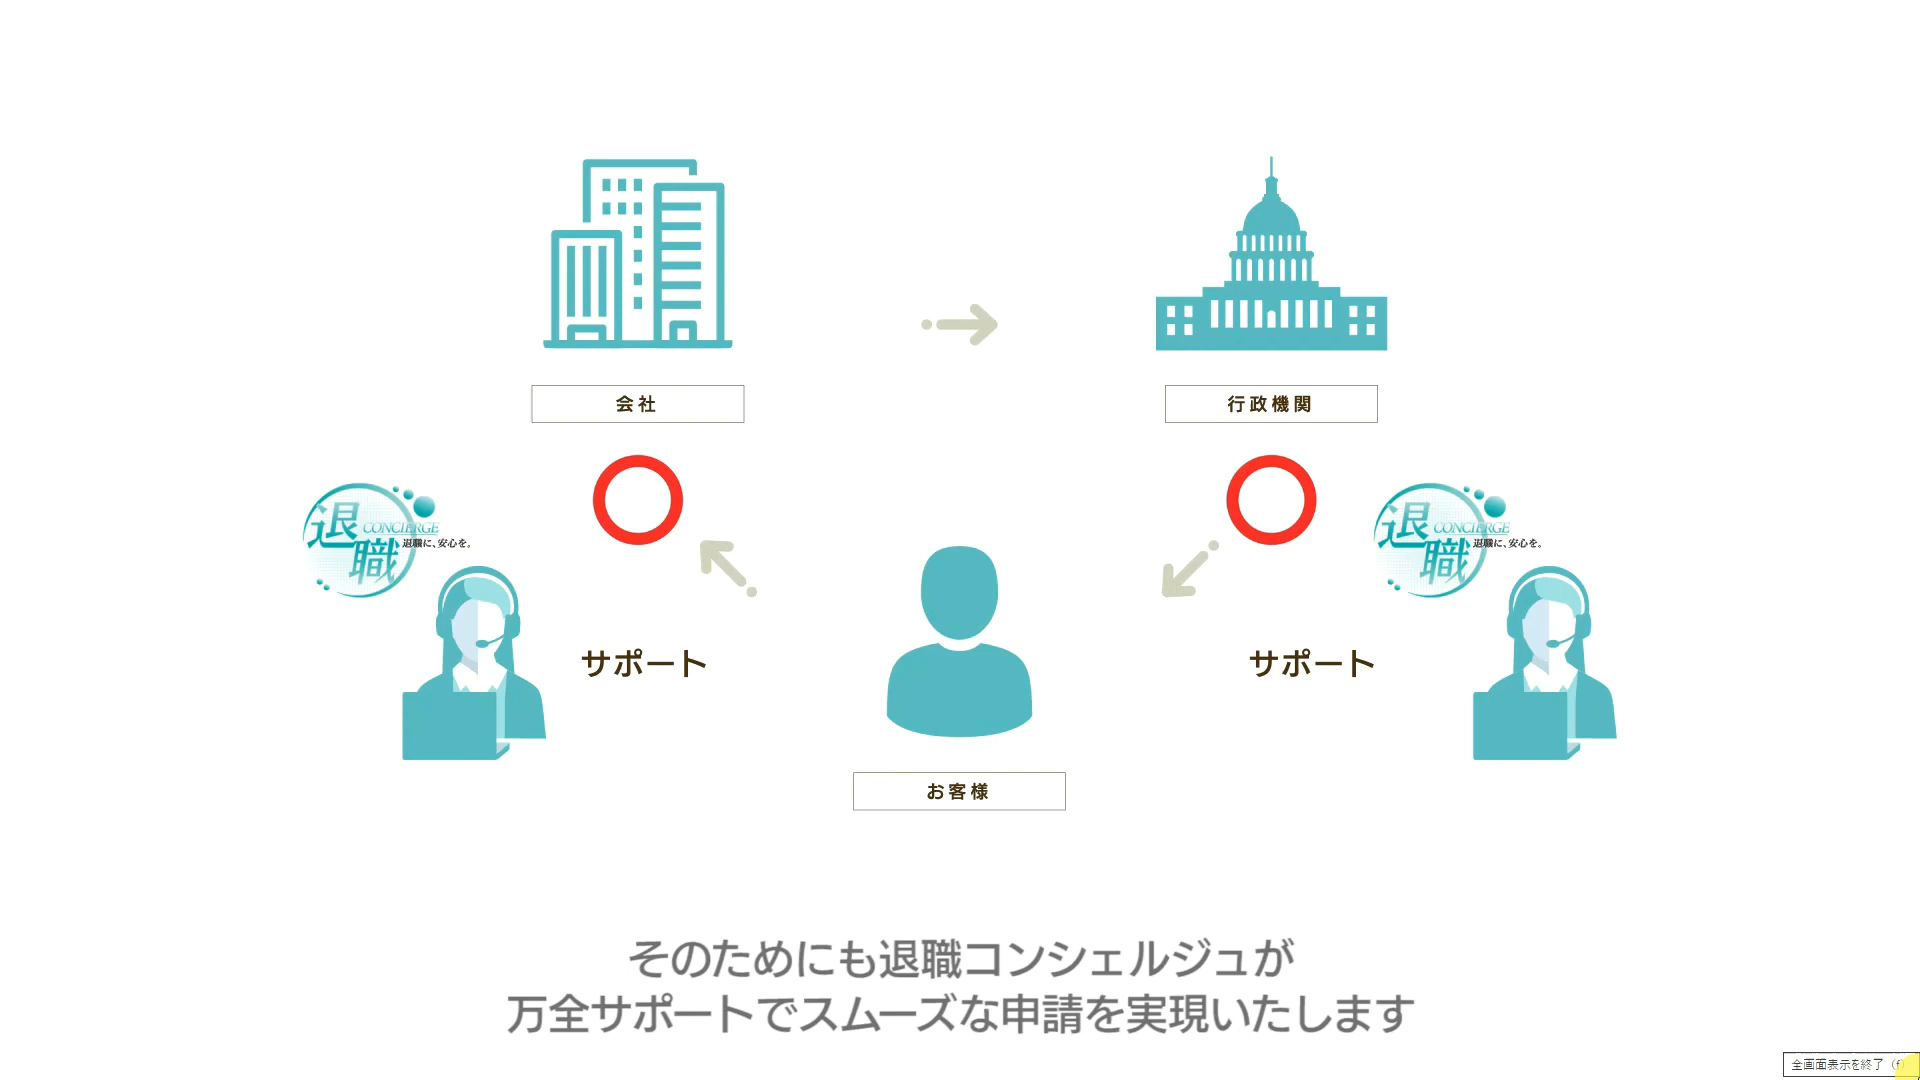 会社
行政機関
退職
CONCIERGE
退職に、安心を。
退職
CONCIERGE
退職に、安心を。
サポート
サポート
お客様
そのためにも退職コンシェルジュが
万全サポートでスムーズな申請を実現いたします
全画面表示を終了（f）